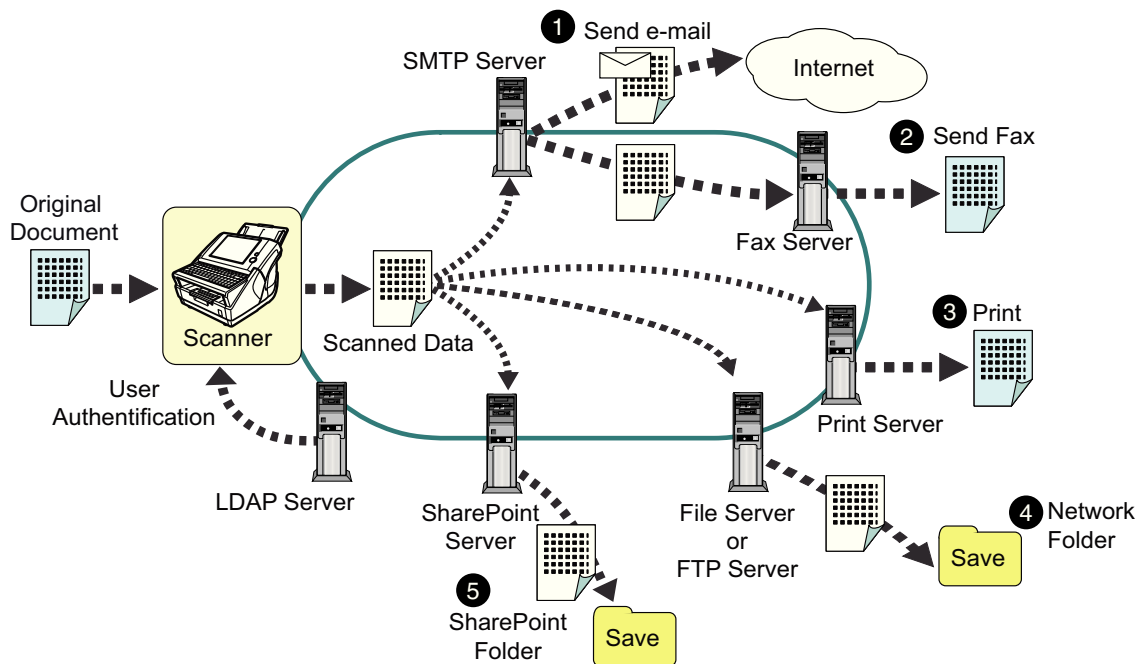 1 Send e-mail
SMTP Server
Internet
2 Send Fax
Original
Document
Fax Server
Scanner
Scanned Data
3 Print
User
Authentification
Print Server
LDAP Server
SharePoint
Server
File Server
or
FTP Server
4 Network
Folder
Save
5
SharePoint
Folder
Save